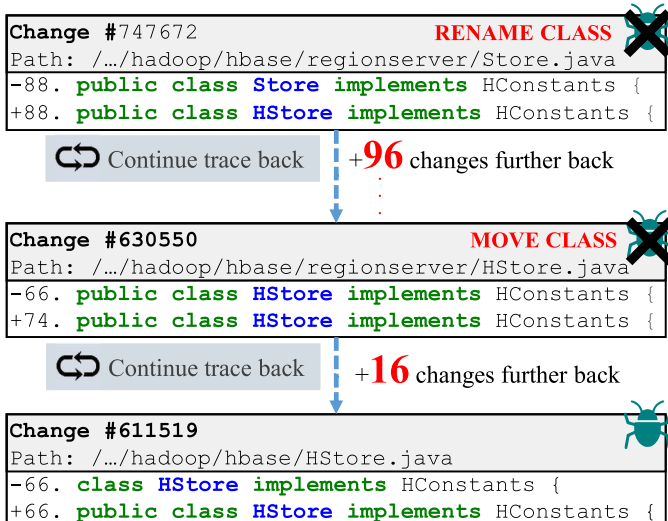 Change #747672 RENAME CLASS
Path: /…/hadoop/hbase/regionserver/Store.java
-88. public class Store implements HConstants {
+88. public class HStore implements HConstants {
Continue trace back +96 changes further back
Change #630550 MOVE CLASS
Path: /…/hadoop/hbase/regionserver/HStore.java
-66. public class HStore implements HConstants {
+74. public class HStore implements HConstants {
Continue trace back +16 changes further back
Change #611519
Path: /…/hadoop/hbase/HStore.java
-66. class HStore implements HConstants {
+66. public class HStore implements HConstants {